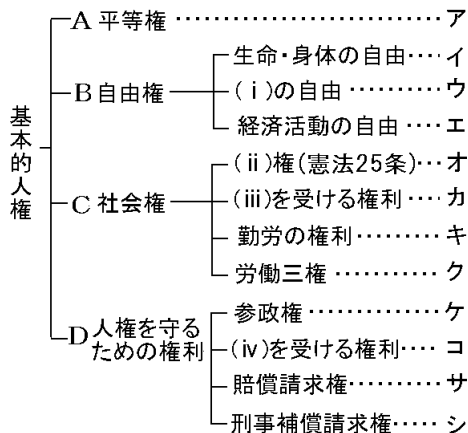 基本的人権
A 平等権 ア
B 自由権
生命・身体の自由 イ
(ⅰ)の自由 ウ
経済活動の自由 エ
C 社会権
(ⅱ)権(憲法25条) オ
(ⅲ)を受ける権利 カ
勤労の権利 キ
労働三権 ク
D 人権を守る
ための権利
参政権 ケ
(ⅳ)を受ける権利 コ
賠償請求権 サ
刑事補償請求権 シ